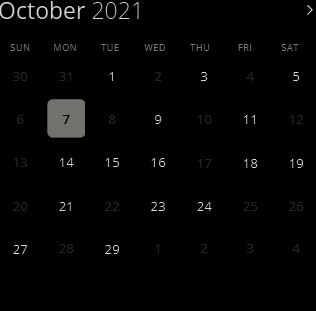 October 2021
SUN MON TUE WED THU FRI SAT
30 31 1 2 3 4 5
6 7 8 9 10 11 12
13 14 15 16 17 18 19
20 21 22 23 24 25 26
27 28 29 1 2 3 4